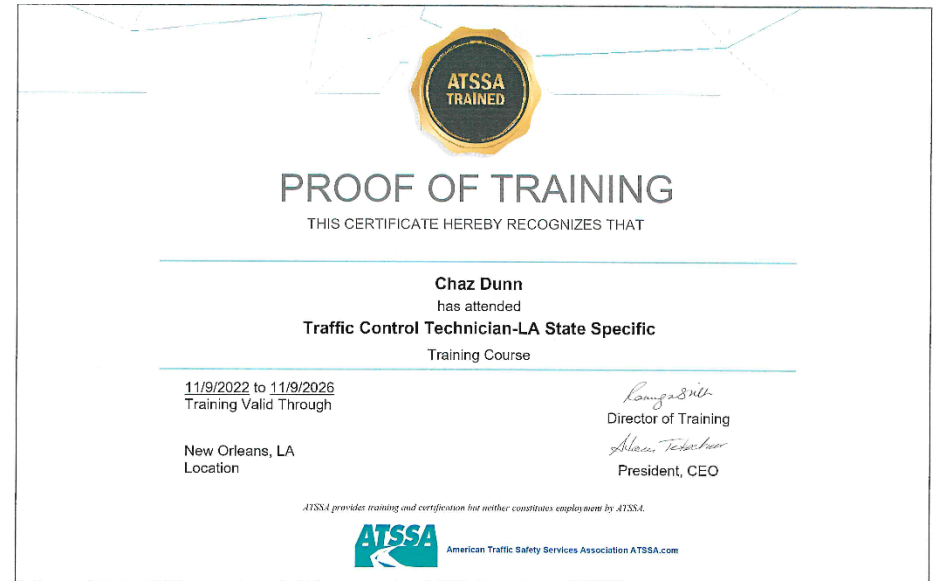 ATSSA
TRAINED
PROOF OF TRAINING
THIS CERTIFICATE HEREBY RECOGNIZES THAT
Chaz Dunn
has attended
Traffic Control Technician-LA State Specific
Training Course
11/9/2022 to 11/9/2026
Training Valid Through
Director of Training
New Orleans, LA
Location
President, CEO
ATSSA provides training and certification but neither constitutes employment by ATSSA.
ATSSA
American Traffic Safety Services Association ATSSA.com